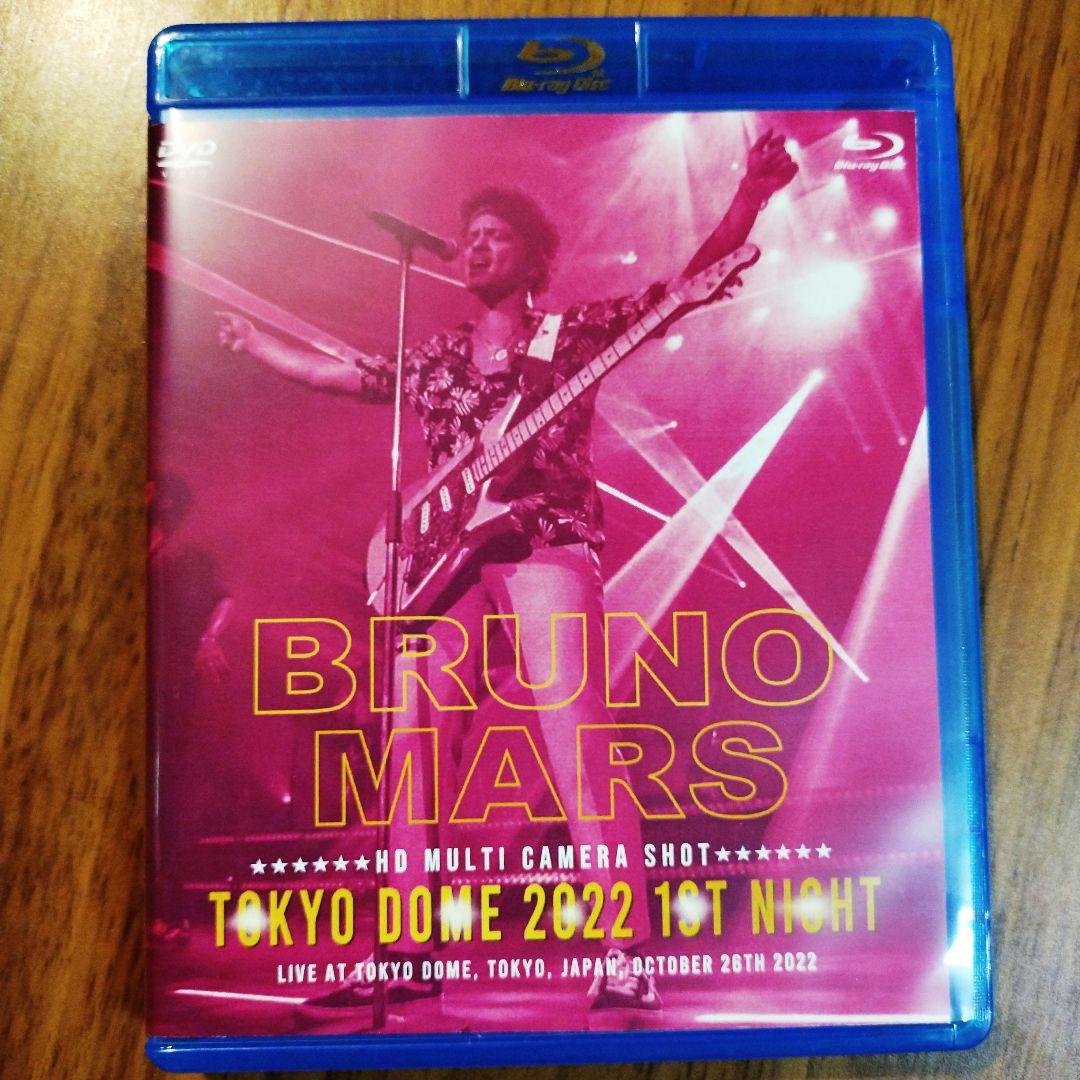 Blu-ray Disc
DVD
Blu-ray Disc
BRUNO
MARS
★★★★★★HD MULTI CAMERA SHOT★★★★★★
TOKYO DOME 2022 1ST NIGHT
LIVE AT TOKYO DOME, TOKYO, JAPAN, OCTOBER 26TH 2022